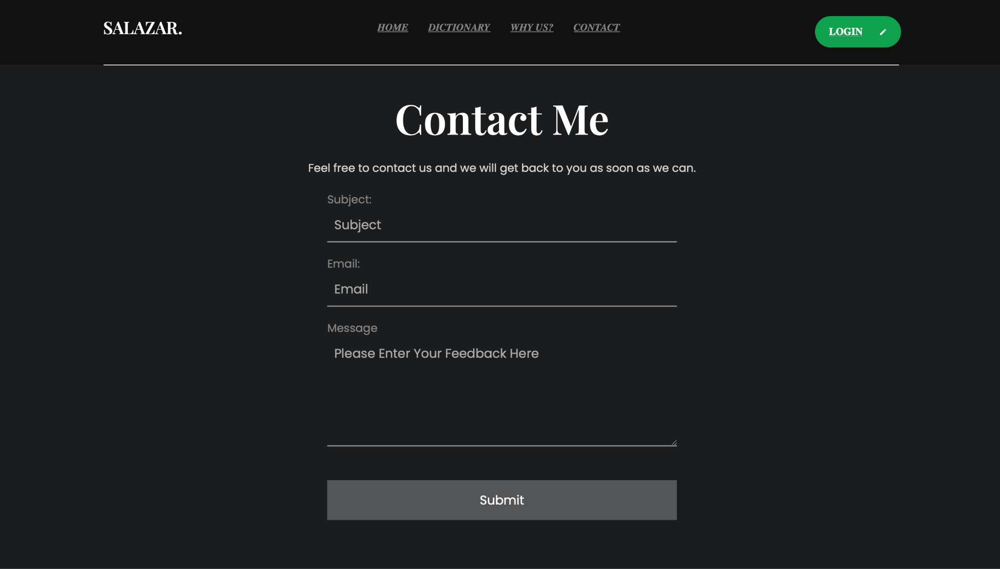 SALAZAR.
HOME DICTIONARY WHY US? CONTACT
LOGIN
Contact Me
Feel free to contact us and we will get back to you as soon as we can.
Subject:
Subject
Email:
Email
Message
Please Enter Your Feedback Here
Submit